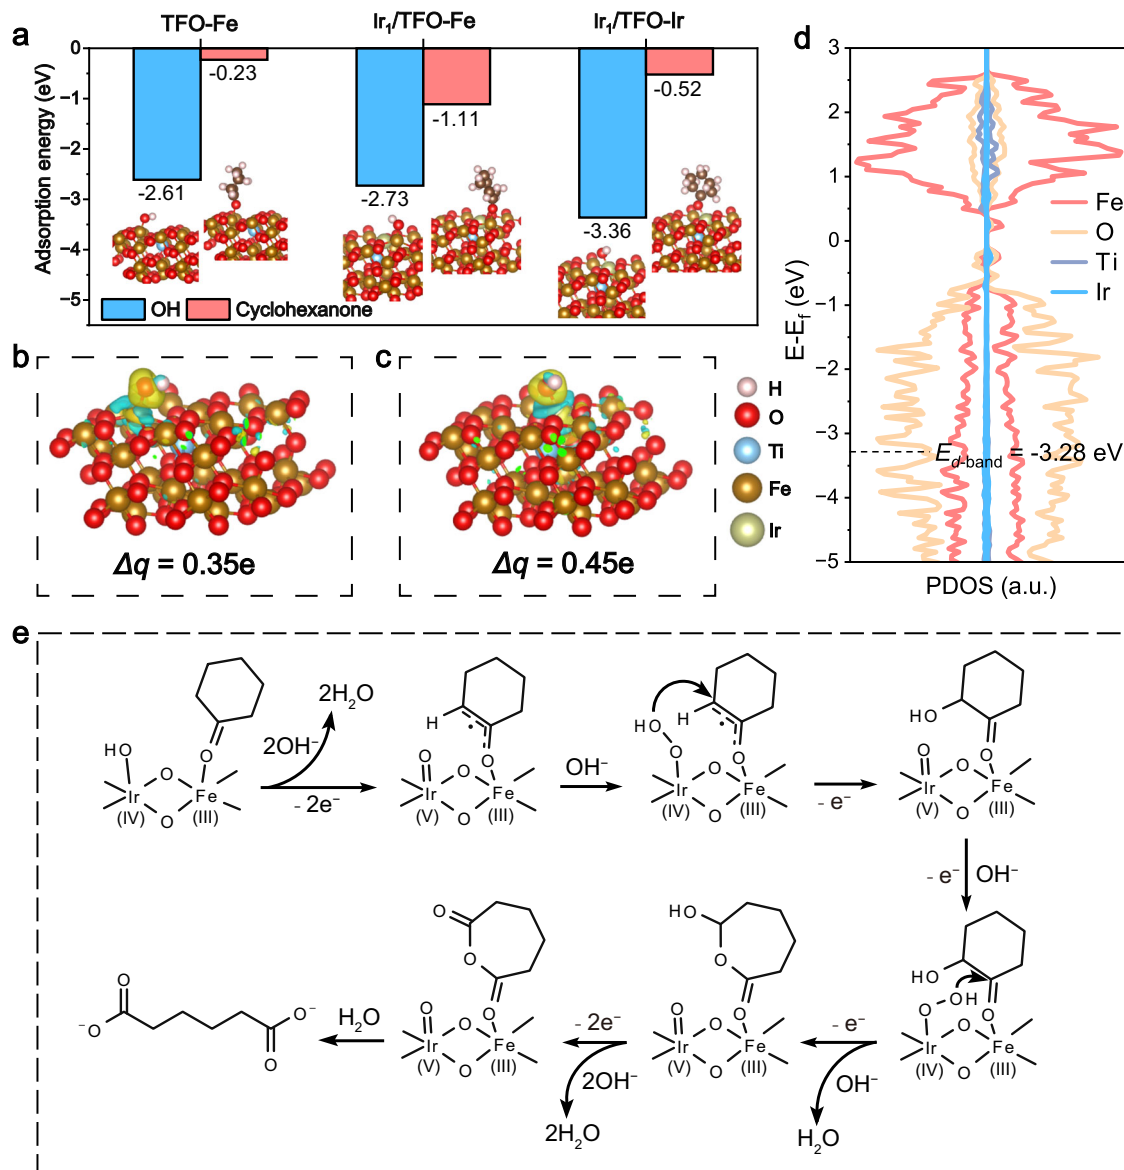 a
TFO-Fe
Ir₁/TFO-Fe
Ir₁/TFO-Ir
Adsorption energy (eV)
0
−1
−2
−3
−4
−5
-2.61
-0.23
-2.73
-1.11
-3.36
-0.52
OH
Cyclohexanone
b
Δq = 0.35e
c
Δq = 0.45e
H
O
Ti
Fe
Ir
d
E-E_f (eV)
3
2
1
0
−1
−2
−3
−4
−5
Fe
O
Ti
Ir
E_d-band = -3.28 eV
PDOS (a.u.)
e
HO
O
O
Ir
Fe
(IV)
O
(III)
2OH⁻
2H₂O
- 2e⁻
H
O
O
O
Ir
Fe
(V)
O
(III)
OH⁻
HO
H
O
O
O
Ir
Fe
(IV)
O
(III)
- e⁻
HO
O
O
O
Ir
Fe
(V)
O
(III)
- e⁻ OH⁻
HO
O
OH
O
O
Ir
Fe
(IV)
O
(III)
- e⁻
OH⁻
H₂O
HO
O
O
O
O
Ir
Fe
(V)
O
(III)
- 2e⁻
2OH⁻
2H₂O
O
O
O
O
O
Ir
Fe
(V)
O
(III)
H₂O
O
⁻O
O⁻
O